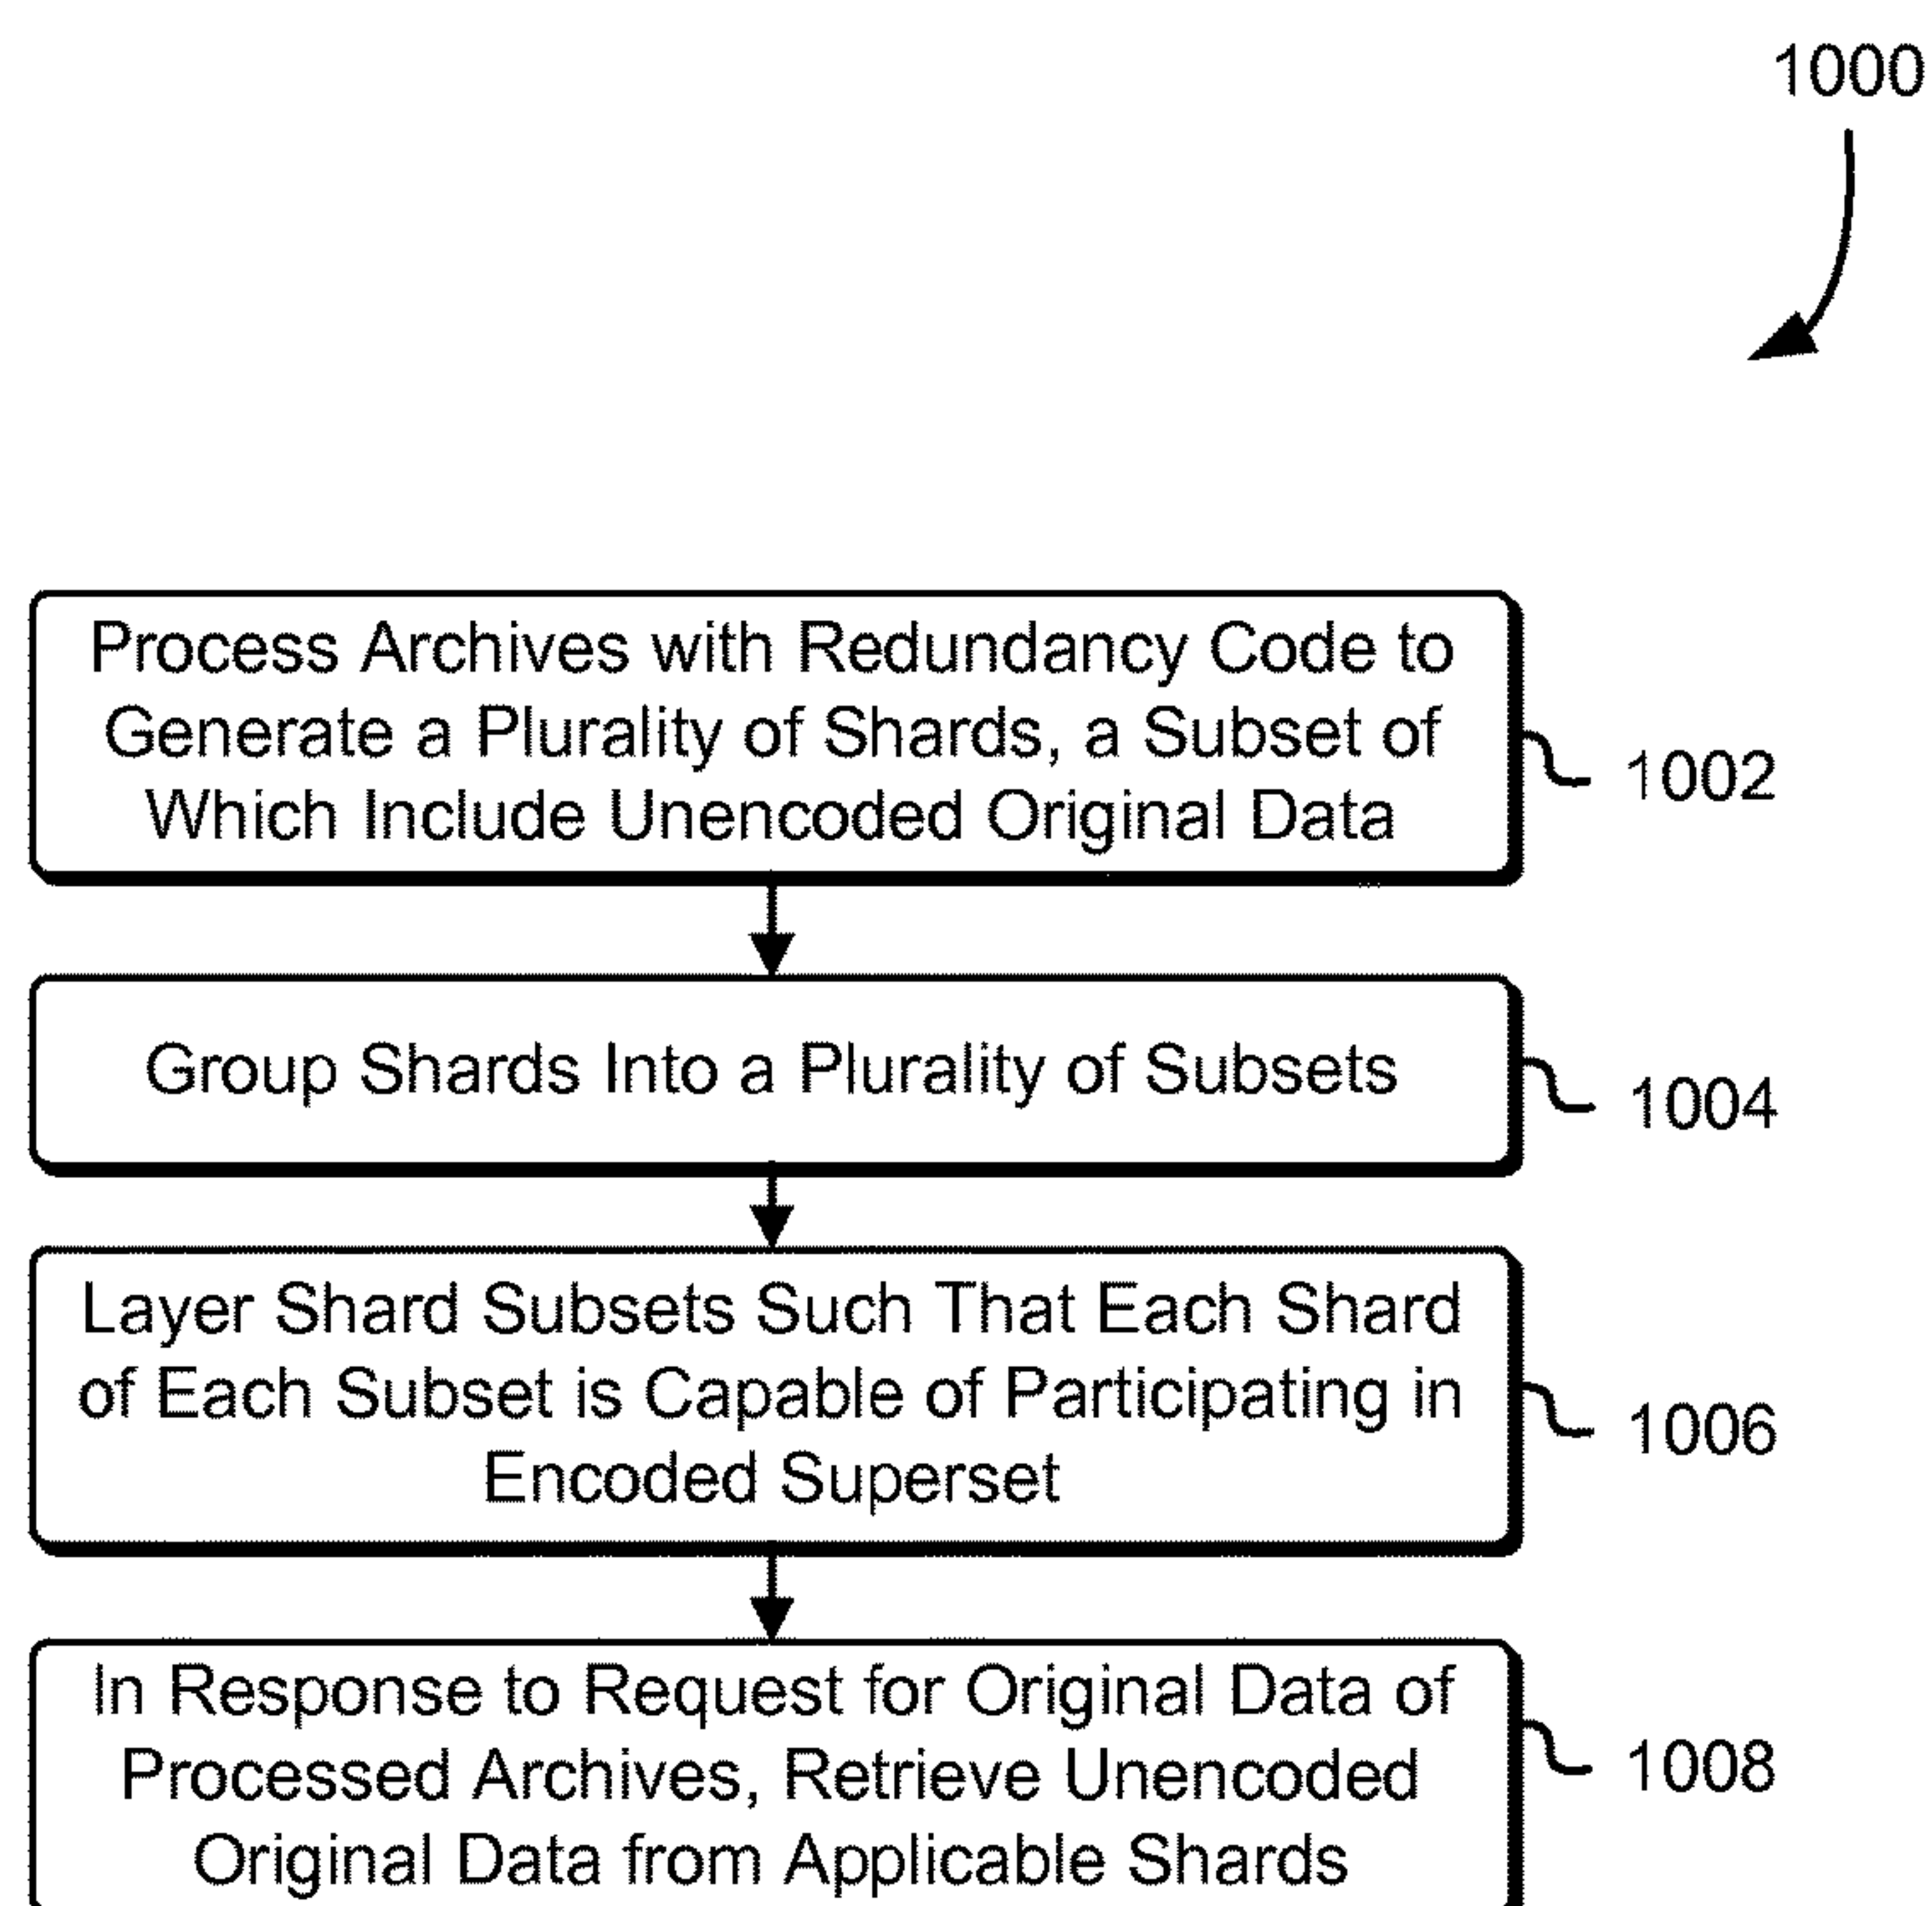 1000
Process Archives with Redundancy Code to
Generate a Plurality of Shards, a Subset of
Which Include Unencoded Original Data
1002
Group Shards Into a Plurality of Subsets
1004
Layer Shard Subsets Such That Each Shard
of Each Subset is Capable of Participating in
Encoded Superset
1006
In Response to Request for Original Data of
Processed Archives, Retrieve Unencoded
Original Data from Applicable Shards
1008